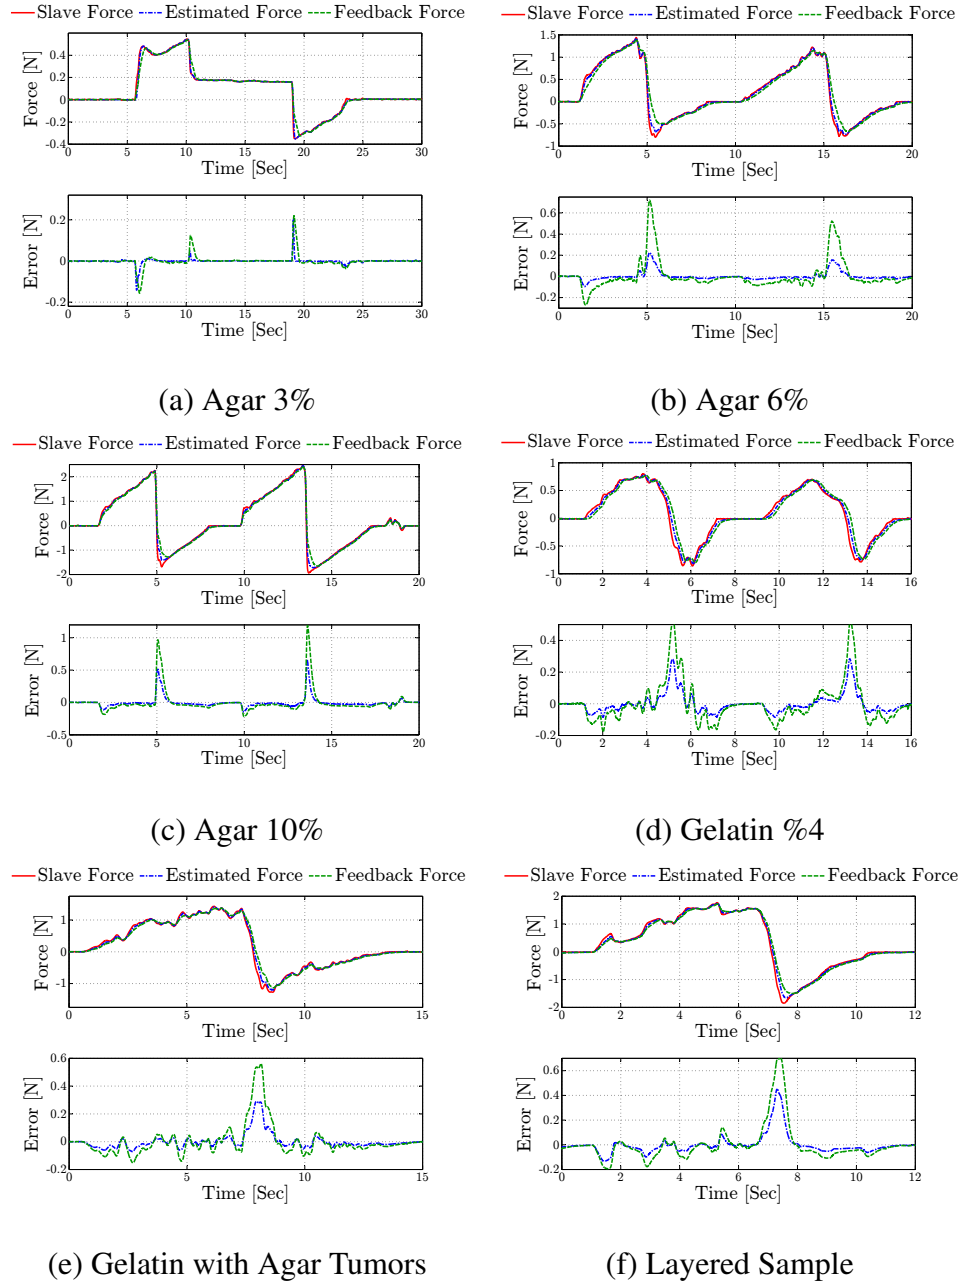 Slave Force Estimated Force Feedback Force
Force [N]
0.4
0.2
0
-0.2
-0.4
0 5 10 15 20 25 30
Time [Sec]
Error [N]
0.2
0
-0.2
0 5 10 15 20 25 30
Time [Sec]
(a) Agar 3%
Slave Force Estimated Force Feedback Force
Force [N]
1.5
1
0.5
0
-0.5
-1
0 5 10 15 20
Time [Sec]
Error [N]
0.6
0.4
0.2
0
-0.2
0 5 10 15 20
Time [Sec]
(b) Agar 6%
Slave Force Estimated Force Feedback Force
Force [N]
2
1
0
-1
-2
0 5 10 15 20
Time [Sec]
Error [N]
1
0.5
0
-0.5
0 5 10 15 20
Time [Sec]
(c) Agar 10%
Slave Force Estimated Force Feedback Force
Force [N]
1
0.5
0
-0.5
-1
0 2 4 6 8 10 12 14 16
Time [Sec]
Error [N]
0.4
0.2
0
-0.2
0 2 4 6 8 10 12 14 16
Time [Sec]
(d) Gelatin %4
Slave Force Estimated Force Feedback Force
Force [N]
1
0
-1
0 5 10 15
Time [Sec]
Error [N]
0.6
0.4
0.2
0
-0.2
0 5 10 15
Time [Sec]
(e) Gelatin with Agar Tumors
Slave Force Estimated Force Feedback Force
Force [N]
2
1
0
-1
-2
0 2 4 6 8 10 12
Time [Sec]
Error [N]
0.6
0.4
0.2
0
-0.2
0 2 4 6 8 10 12
Time [Sec]
(f) Layered Sample